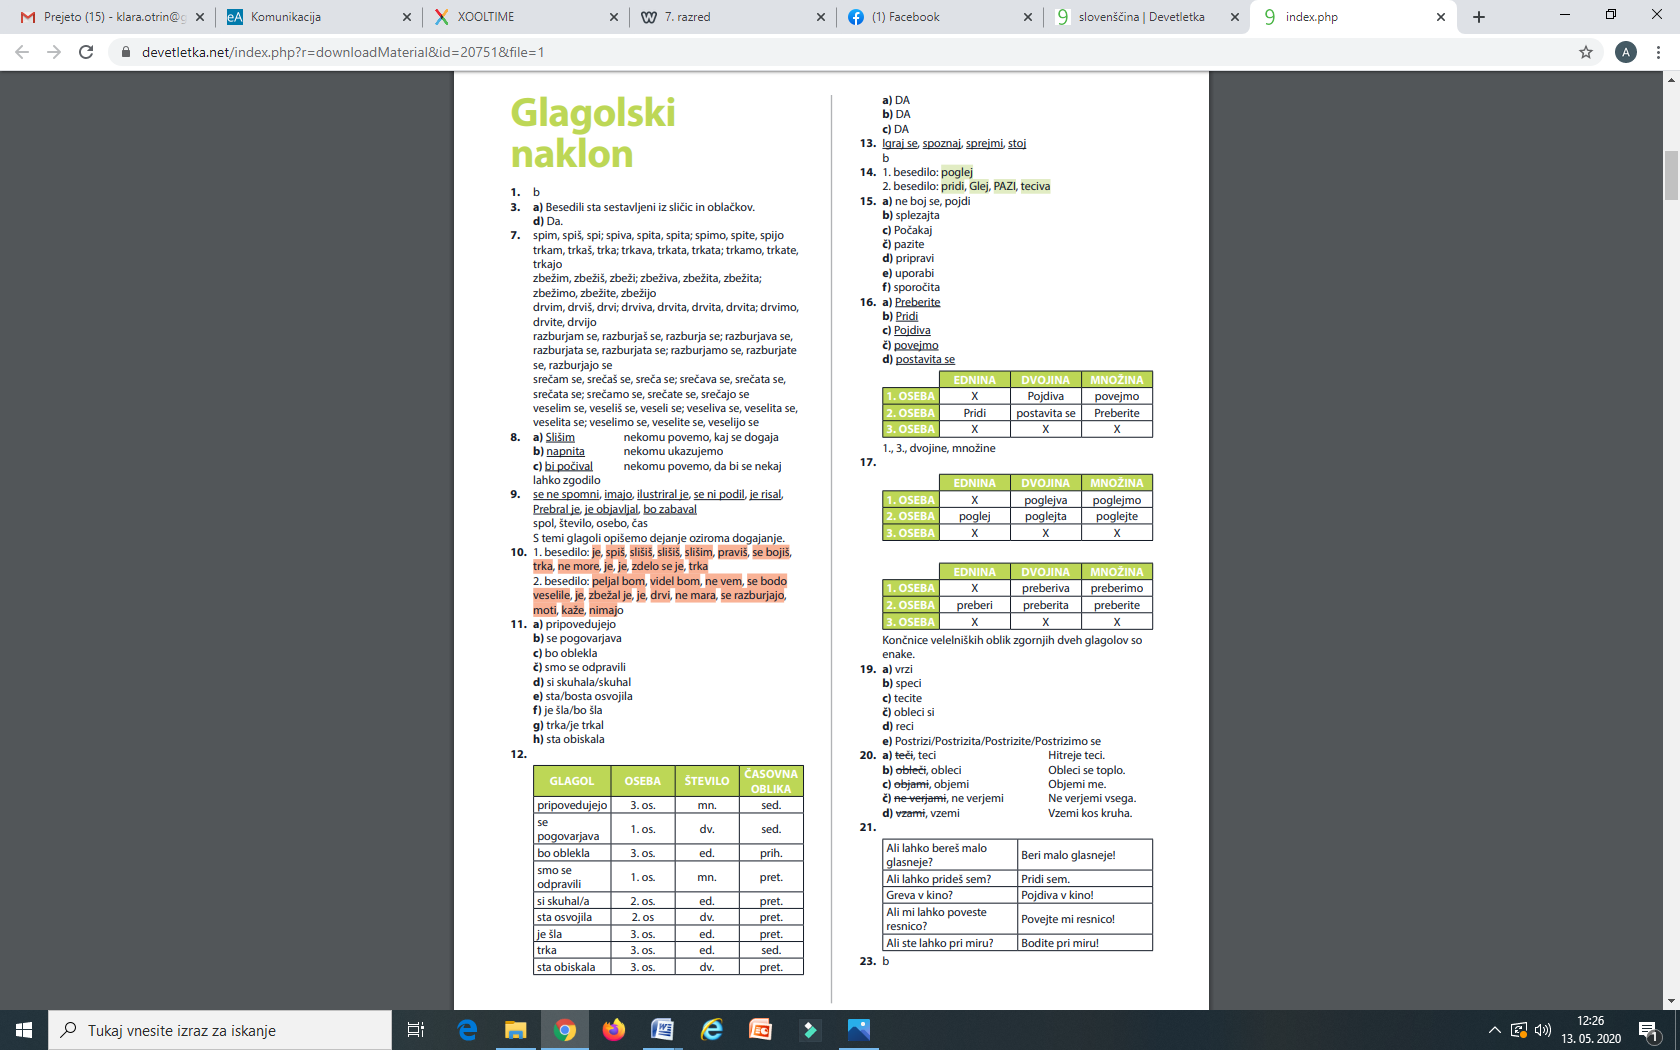 Prejeto (15) - klara.otrin@g
Komunikacija
XOOLTIME
7. razred
(1) Facebook
slovenščina | Devetletka
index.php
devetletka.net/index.php?r=downloadMaterial&id=20751&file=1
A
Glagolski
naklon
1. b
3. a) Besedili sta sestavljeni iz sličic in oblačkov.
d) Da.
7. spim, spiš, spi; spiva, spita, spita; spimo, spite, spijo
trkam, trkaš, trka; trkava, trkata, trkata; trkamo, trkate,
trkajo
zbežim, zbežiš, zbeži; zbeživa, zbežita, zbežita;
zbežimo, zbežite, zbežijo
drvim, drviš, drvi; drviva, drvita, drvita, drvita; drvimo,
drvite, drvijo
razburjam se, razburjaš se, razburja se; razburjava se,
razburjata se, razburjata se; razburjamo se, razburjate
se, razburjajo se
srečam se, srečaš se, sreča se; srečava se, srečata se,
srečata se; srečamo se, srečate se, srečajo se
veselim se, veseliš se, veseli se; veseliva se, veselita se,
veselita se; veselimo se, veselite se, veselijo se
8. a) Slišim nekomu povemo, kaj se dogaja
b) napnita nekomu ukazujemo
c) bi počival nekomu povemo, da bi se nekaj
lahko zgodilo
9. se ne spomni, imajo, ilustriral je, se ni podil, je risal,
Prebral je, je objavljal, bo zabaval
spol, število, osebo, čas
S temi glagoli opišemo dejanje oziroma dogajanje.
10. 1. besedilo: je, spiš, slišiš, slišiš, slišim, praviš, se bojiš,
trka, ne more, je, je, zdelo se je, trka
2. besedilo: peljal bom, videl bom, ne vem, se bodo
veselile, je, zbežal je, je, drvi, ne mara, se razburjajo,
moti, kaže, nimajo
11. a) pripovedujejo
b) se pogovarjava
c) bo oblekla
č) smo se odpravili
d) si skuhala/skuhal
e) sta/bosta osvojila
f) je šla/bo šla
g) trka/je trkal
h) sta obiskala
12.
GLAGOL OSEBA ŠTEVILO ČASOVNA OBLIKA
pripovedujejo 3. os. mn. sed.
se pogovarjava 1. os. dv. sed.
bo oblekla 3. os. ed. prih.
smo se odpravili 1. os. mn. pret.
si skuhal/a 2. os. ed. pret.
sta osvojila 2. os dv. pret.
je šla 3. os. ed. pret.
trka 3. os. ed. sed.
sta obiskala 3. os. dv. pret.
a) DA
b) DA
c) DA
13. Igraj se, spoznaj, sprejmi, stoj
b
14. 1. besedilo: poglej
2. besedilo: pridi, Glej, PAZI, teciva
15. a) ne boj se, pojdi
b) splezajta
c) Počakaj
č) pazite
d) pripravi
e) uporabi
f) sporočita
16. a) Preberite
b) Pridi
c) Pojdiva
č) povejmo
d) postavita se
EDNINA DVOJINA MNOŽINA
1. OSEBA X Pojdiva povejmo
2. OSEBA Pridi postavita se Preberite
3. OSEBA X X X
1., 3., dvojine, množine
17.
EDNINA DVOJINA MNOŽINA
1. OSEBA X poglejva poglejmo
2. OSEBA poglej poglejta poglejte
3. OSEBA X X X
EDNINA DVOJINA MNOŽINA
1. OSEBA X preberiva preberimo
2. OSEBA preberi preberita preberite
3. OSEBA X X X
Končnice velelniških oblik zgornjih dveh glagolov so
enake.
19. a) vrzi
b) speci
c) tecite
č) obleci si
d) reci
e) Postrizi/Postrizita/Postrizite/Postrizimo se
20. a) teči, teci Hitreje teci.
b) obleči, obleci Obleci se toplo.
c) objami, objemi Objemi me.
č) ne verjami, ne verjemi Ne verjemi vsega.
d) vzami, vzemi Vzemi kos kruha.
21.
Ali lahko bereš malo glasneje? Beri malo glasneje!
Ali lahko prideš sem? Pridi sem.
Greva v kino? Pojdiva v kino!
Ali mi lahko poveste resnico? Povejte mi resnico!
Ali ste lahko pri miru? Bodite pri miru!
23. b
Tukaj vnesite izraz za iskanje
12:26
13. 05. 2020
1